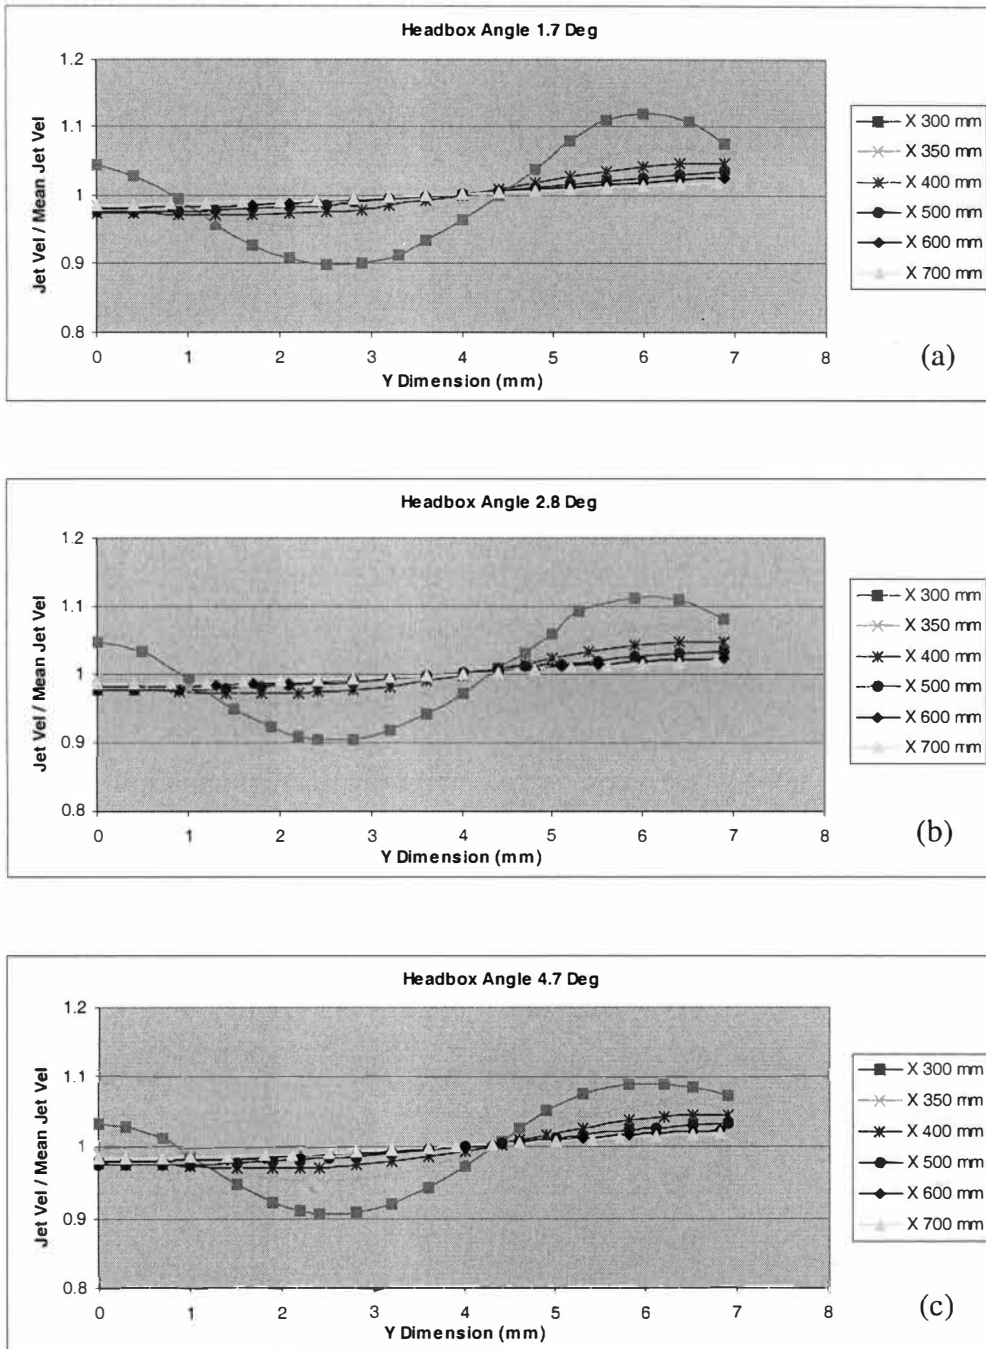 Headbox Angle 1.7 Deg
Jet Vel / Mean Jet Vel
1.2
1.1
1
0.9
0.8
0 1 2 3 4 5 6 7 8
Y Dimension (mm)
X 300 mm
X 350 mm
X 400 mm
X 500 mm
X 600 mm
X 700 mm
(a)
Headbox Angle 2.8 Deg
Jet Vel / Mean Jet Vel
1.2
1.1
1
0.9
0.8
0 1 2 3 4 5 6 7 8
Y Dimension (mm)
X 300 mm
X 350 mm
X 400 mm
X 500 mm
X 600 mm
X 700 mm
(b)
Headbox Angle 4.7 Deg
Jet Vel / Mean Jet Vel
1.2
1.1
1
0.9
0.8
0 1 2 3 4 5 6 7 8
Y Dimension (mm)
X 300 mm
X 350 mm
X 400 mm
X 500 mm
X 600 mm
X 700 mm
(c)